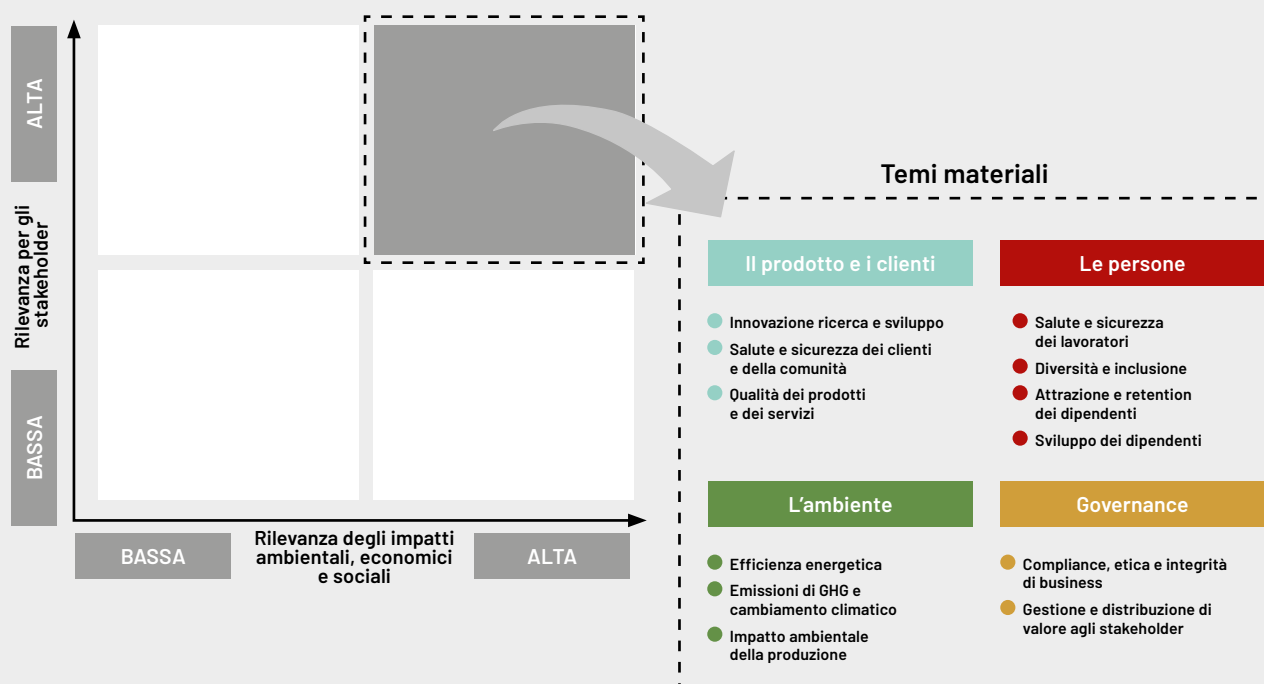 ALTA
Rilevanza per gli
stakeholder
BASSA
BASSA
Rilevanza degli impatti
ambientali, economici
e sociali
ALTA
Temi materiali
Il prodotto e i clienti
Innovazione ricerca e sviluppo
Salute e sicurezza dei clienti
e della comunità
Qualità dei prodotti
e dei servizi
Le persone
Salute e sicurezza
dei lavoratori
Diversità e inclusione
Attrazione e retention
dei dipendenti
Sviluppo dei dipendenti
L'ambiente
Efficienza energetica
Emissioni di GHG e
cambiamento climatico
Impatto ambientale
della produzione
Governance
Compliance, etica e integrità
di business
Gestione e distribuzione di
valore agli stakeholder